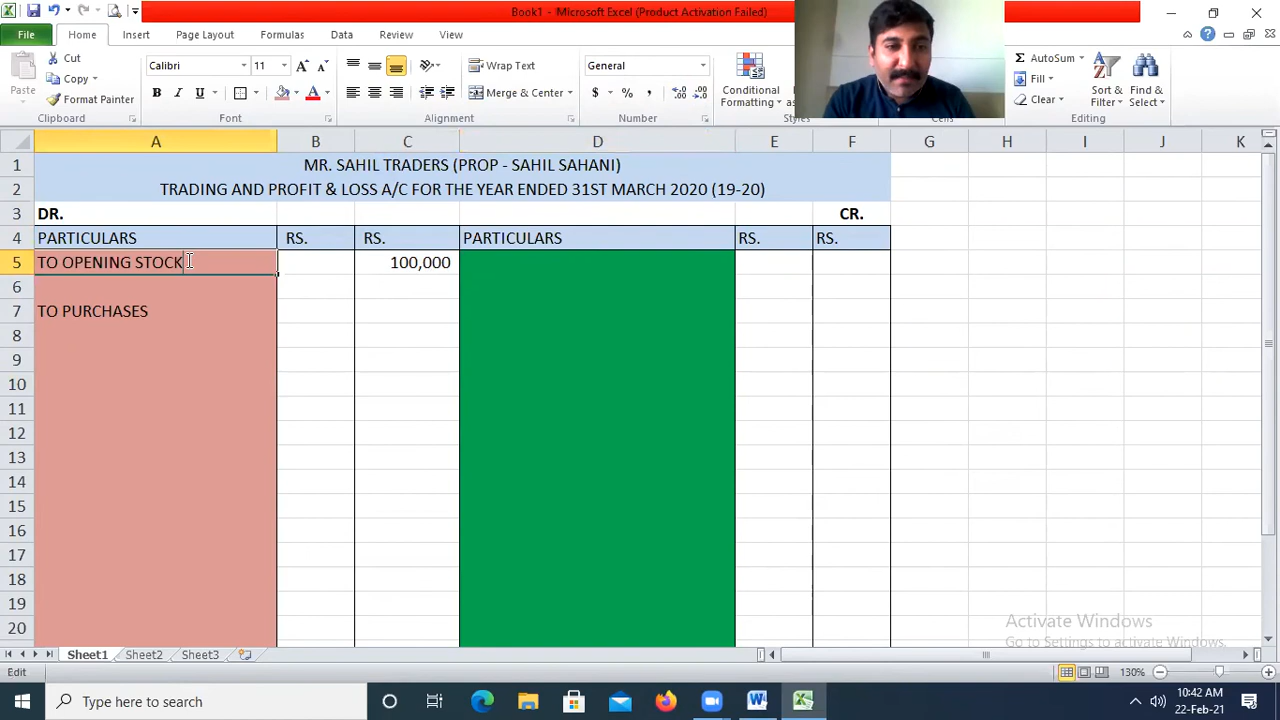 Book1 - Microsoft Excel (Product Activation Failed)
File Home Insert Page Layout Formulas Data Review View
Paste Cut Copy Format Painter Clipboard
Calibri 11 A A B I U A Font
Wrap Text Merge & Center Alignment
General $ % , .0 .00 .00 .0 Number
Conditional Formatting Styles Cells
Σ AutoSum Fill Clear Sort & Filter Find & Select Editing
A B C D E F G H I J K
1 MR. SAHIL TRADERS (PROP - SAHIL SAHANI)
2 TRADING AND PROFIT & LOSS A/C FOR THE YEAR ENDED 31ST MARCH 2020 (19-20)
3 DR. CR.
4 PARTICULARS RS. RS. PARTICULARS RS. RS.
5 TO OPENING STOCK 100,000
6
7 TO PURCHASES
8
9
10
11
12
13
14
15
16
17
18
19
20
Activate Windows
Go to Settings to activate Windows.
Sheet1 Sheet2 Sheet3
Edit 130%
Type here to search
10:42 AM
22-Feb-21